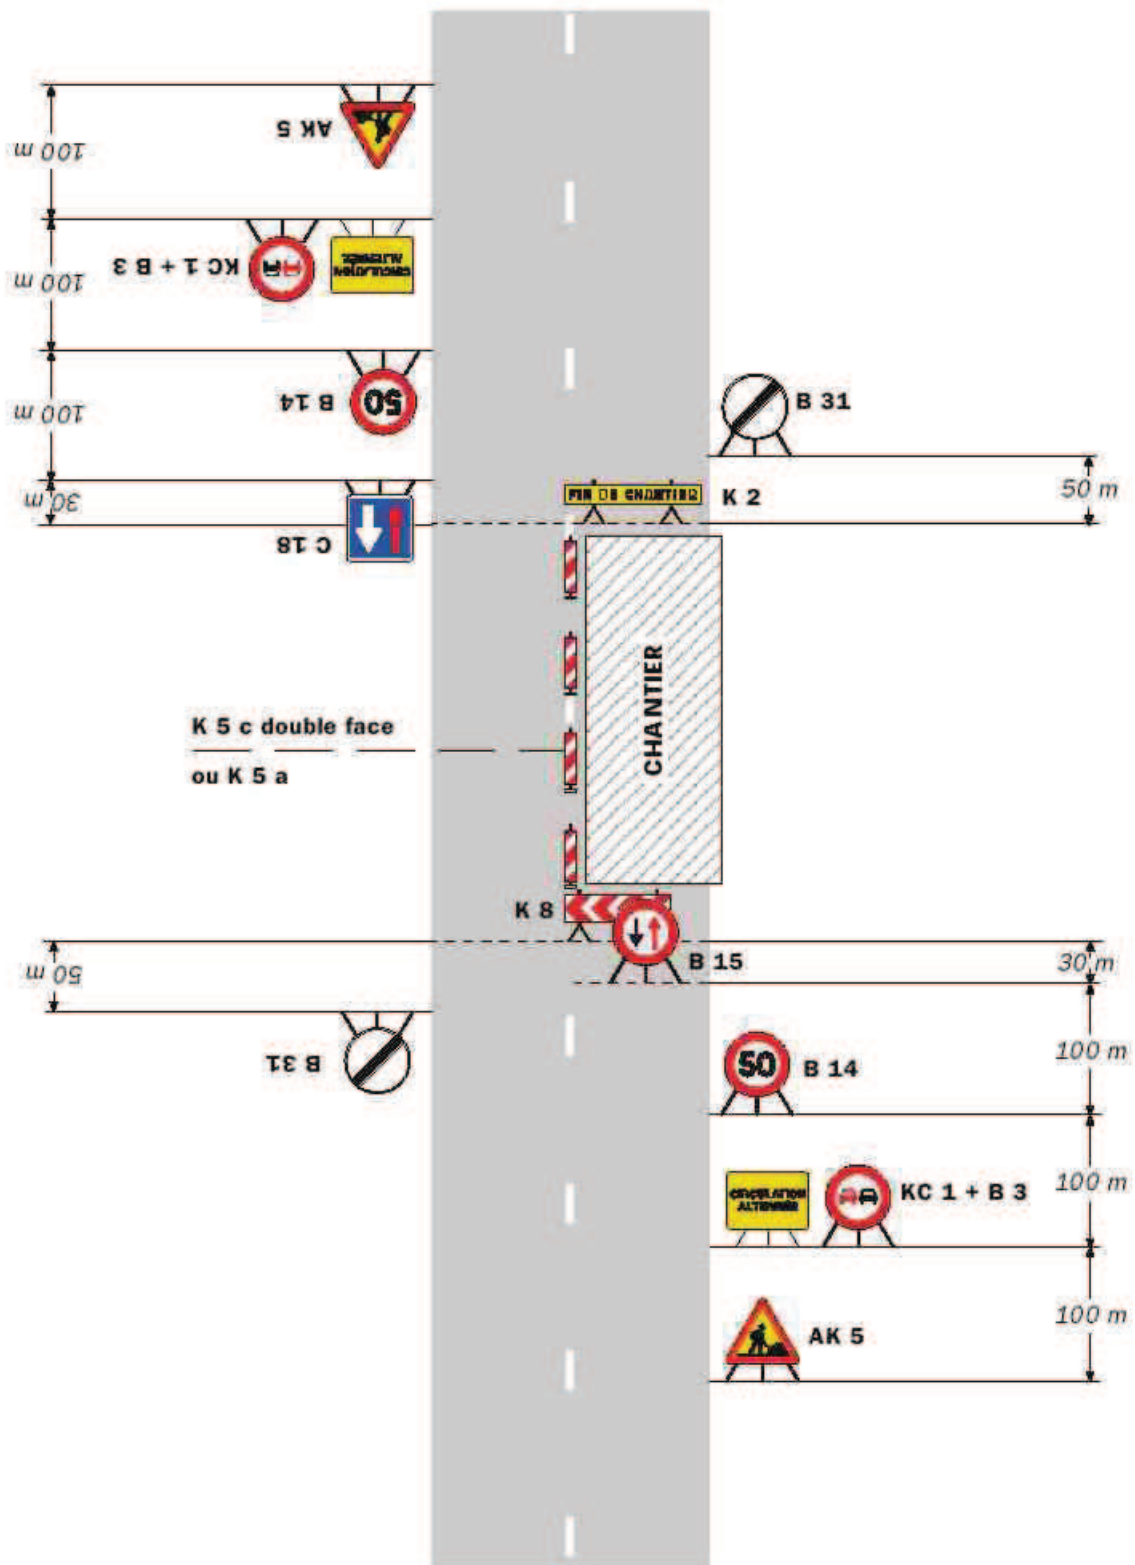 AK 5
100 m
KC 1 + B 3
CIRCULATION
ALTERNÉE
100 m
B 14
50
100 m
B 31
30 m
C 18
FIN DE CHANTIER
K 2
50 m
CHANTIER
K 5 c double face
ou K 5 a
K 8
B 15
30 m
50 m
B 31
50
B 14
100 m
CIRCULATION
ALTERNÉE
KC 1 + B 3
100 m
AK 5
100 m